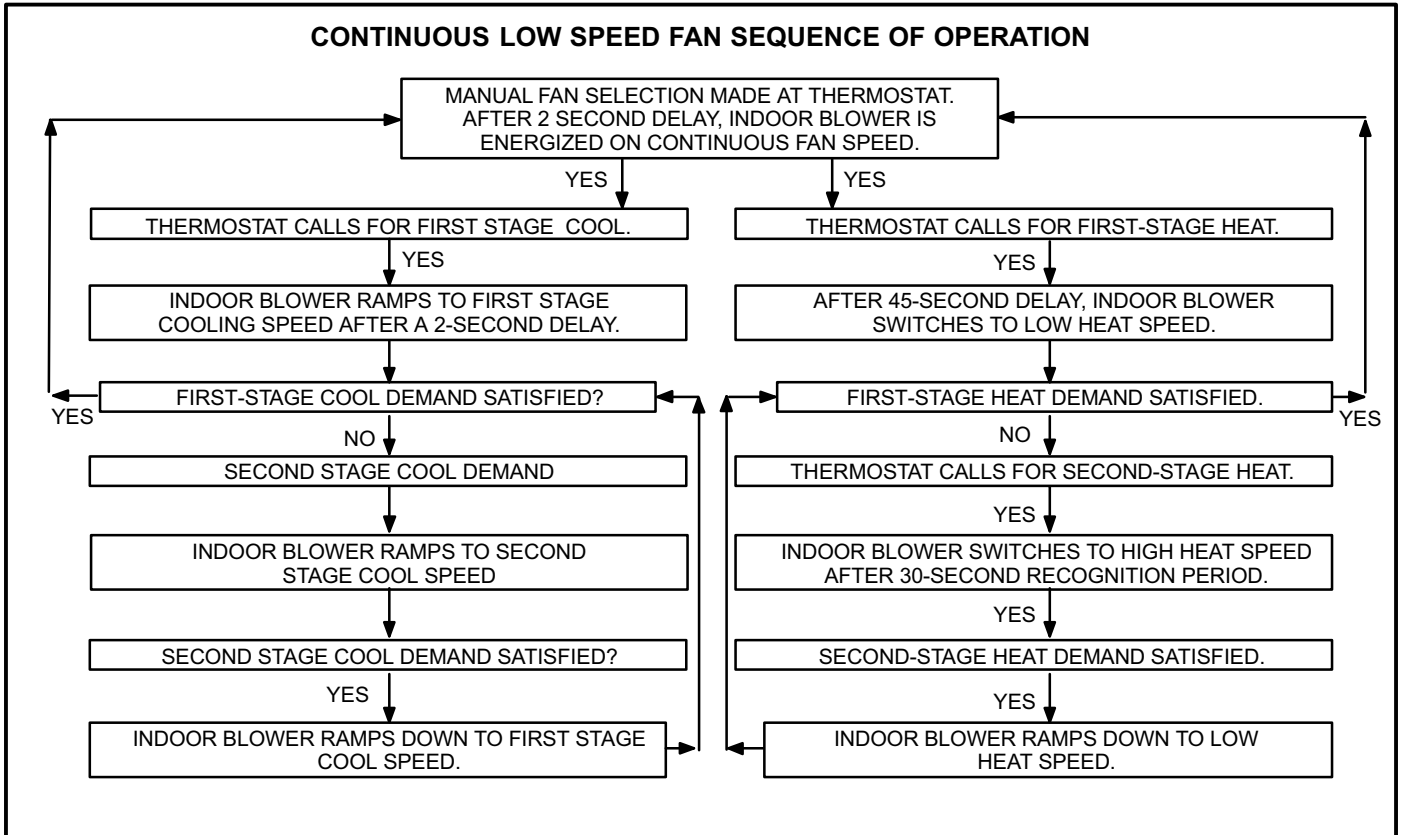 CONTINUOUS LOW SPEED FAN SEQUENCE OF OPERATION
MANUAL FAN SELECTION MADE AT THERMOSTAT.
AFTER 2 SECOND DELAY, INDOOR BLOWER IS
ENERGIZED ON CONTINUOUS FAN SPEED.
YES
YES
THERMOSTAT CALLS FOR FIRST STAGE COOL.
YES
INDOOR BLOWER RAMPS TO FIRST STAGE
COOLING SPEED AFTER A 2-SECOND DELAY.
FIRST-STAGE COOL DEMAND SATISFIED?
YES
NO
SECOND STAGE COOL DEMAND
INDOOR BLOWER RAMPS TO SECOND
STAGE COOL SPEED
SECOND STAGE COOL DEMAND SATISFIED?
YES
INDOOR BLOWER RAMPS DOWN TO FIRST STAGE
COOL SPEED.
THERMOSTAT CALLS FOR FIRST-STAGE HEAT.
YES
AFTER 45-SECOND DELAY, INDOOR BLOWER
SWITCHES TO LOW HEAT SPEED.
FIRST-STAGE HEAT DEMAND SATISFIED.
YES
NO
THERMOSTAT CALLS FOR SECOND-STAGE HEAT.
YES
INDOOR BLOWER SWITCHES TO HIGH HEAT SPEED
AFTER 30-SECOND RECOGNITION PERIOD.
YES
SECOND-STAGE HEAT DEMAND SATISFIED.
YES
INDOOR BLOWER RAMPS DOWN TO LOW
HEAT SPEED.